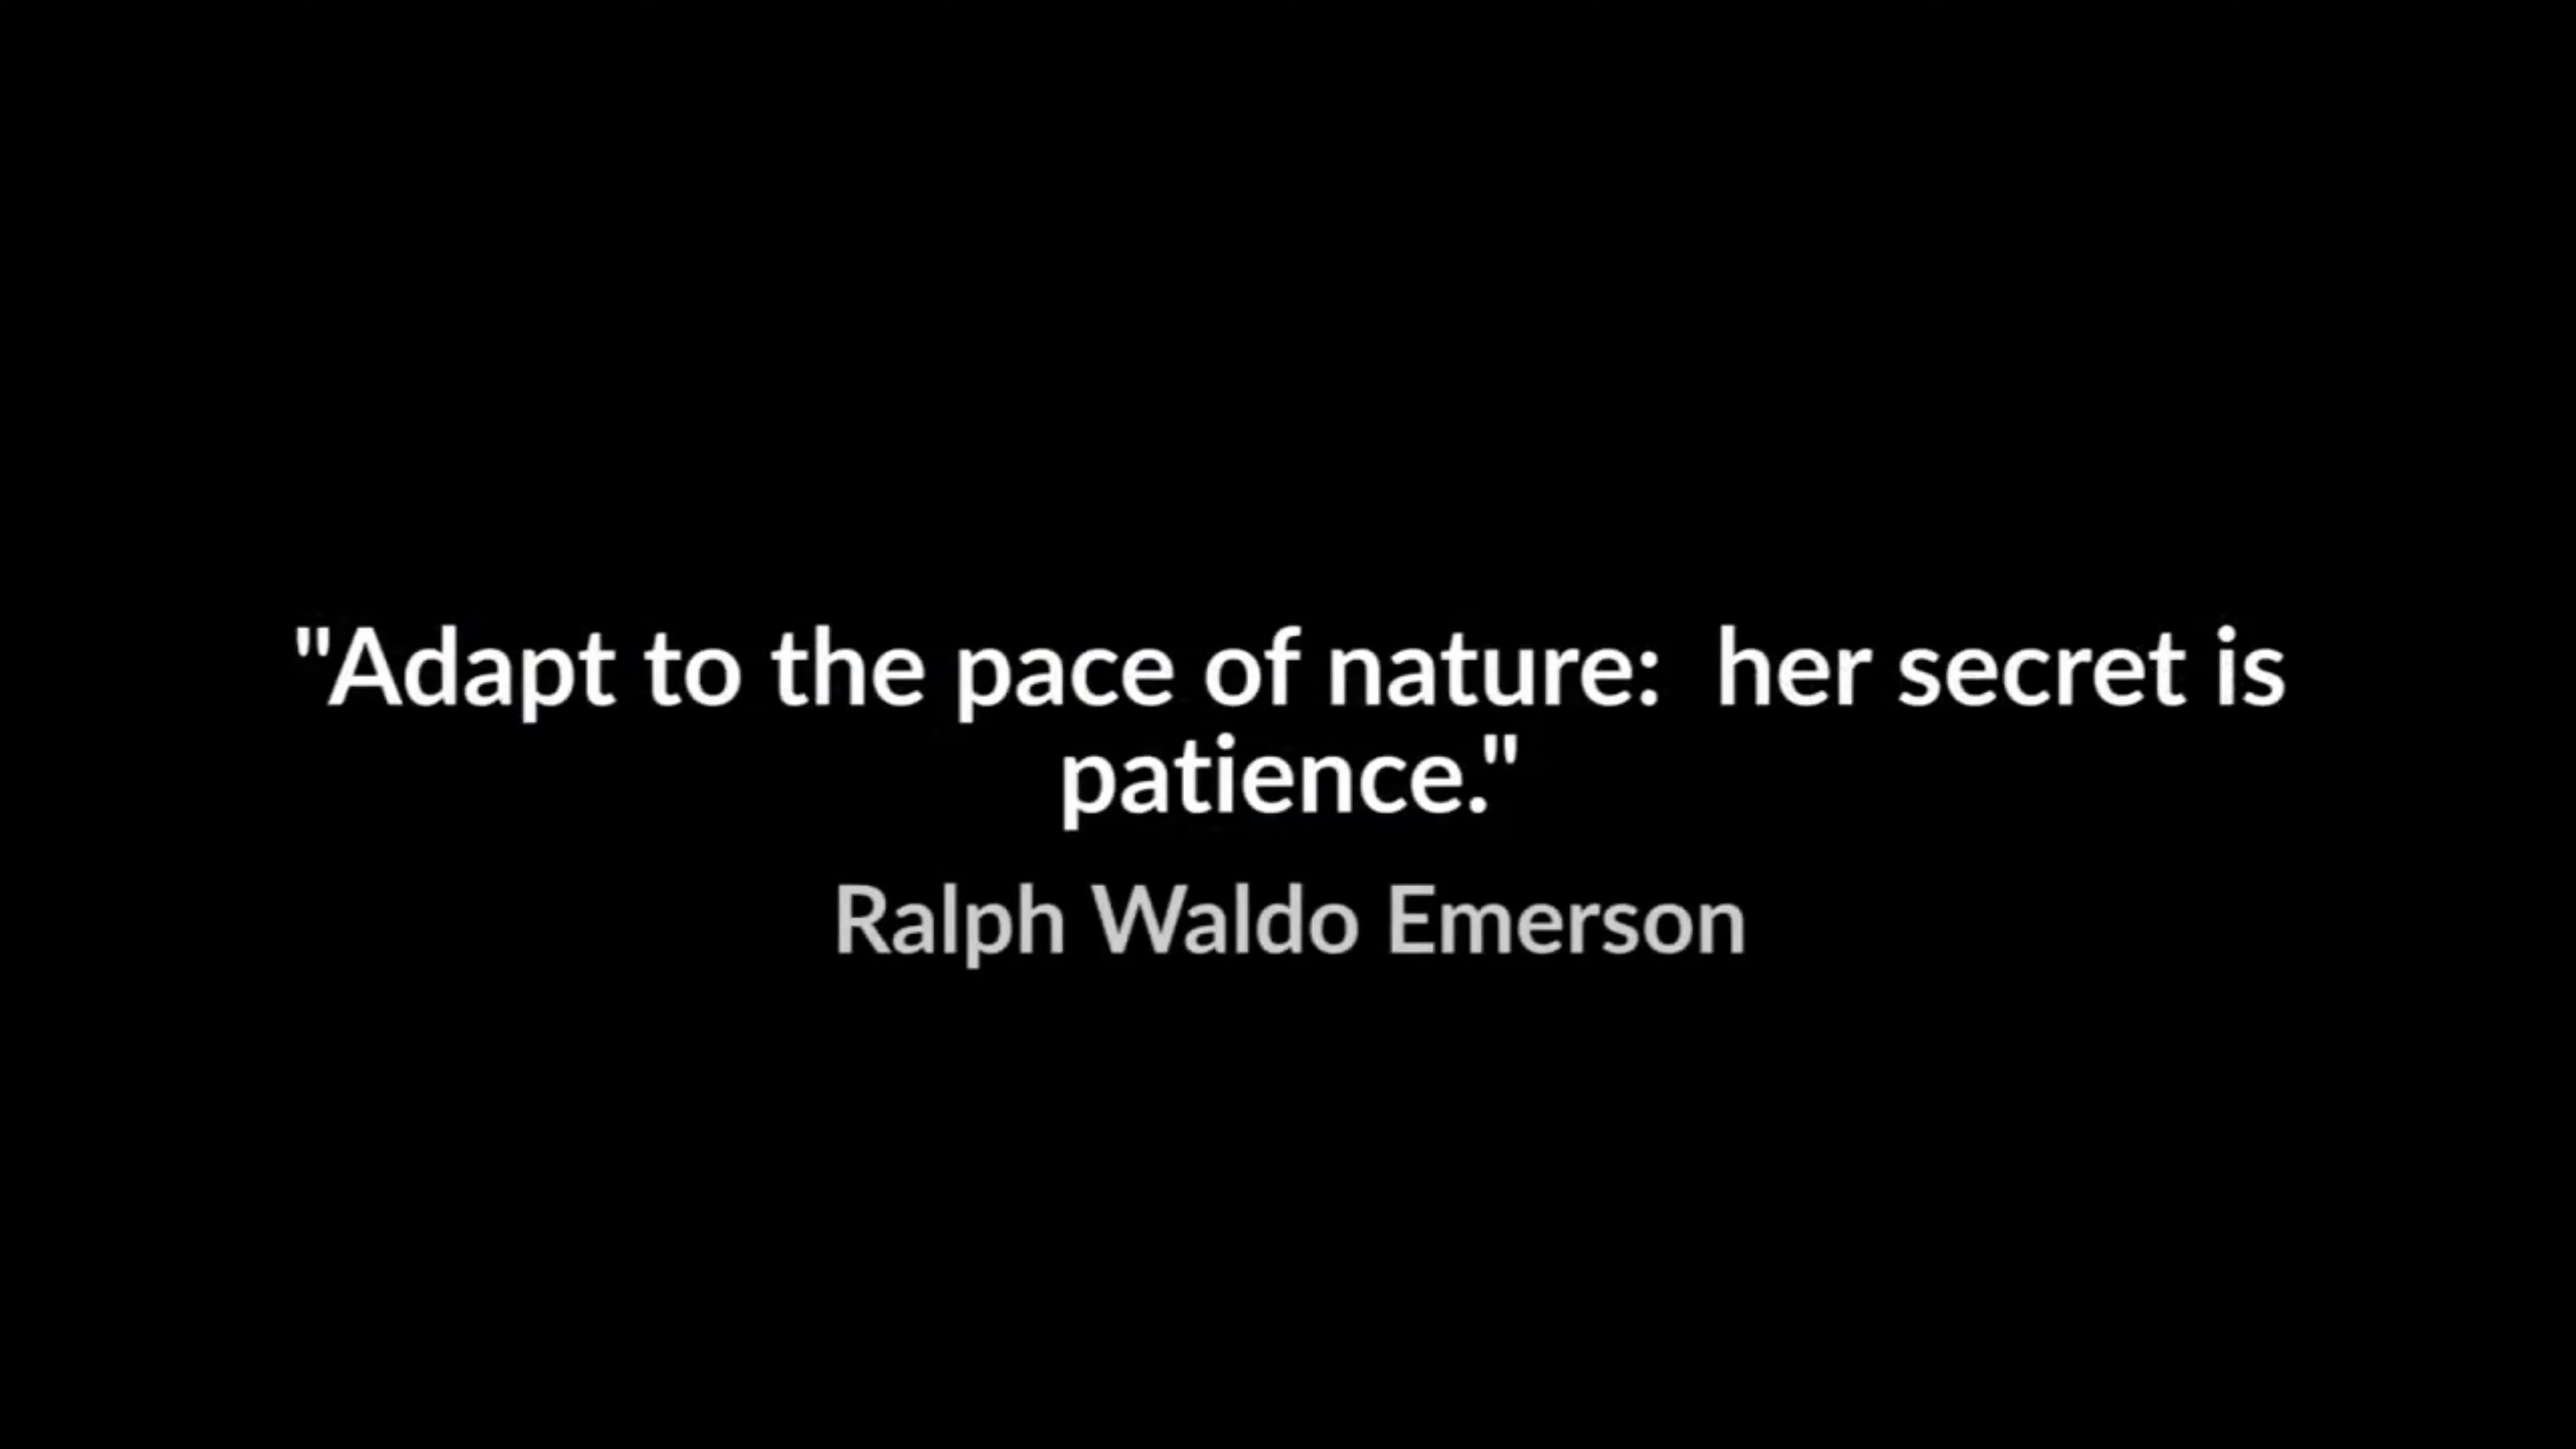 "Adapt to the pace of nature:  her secret is
patience."
Ralph Waldo Emerson